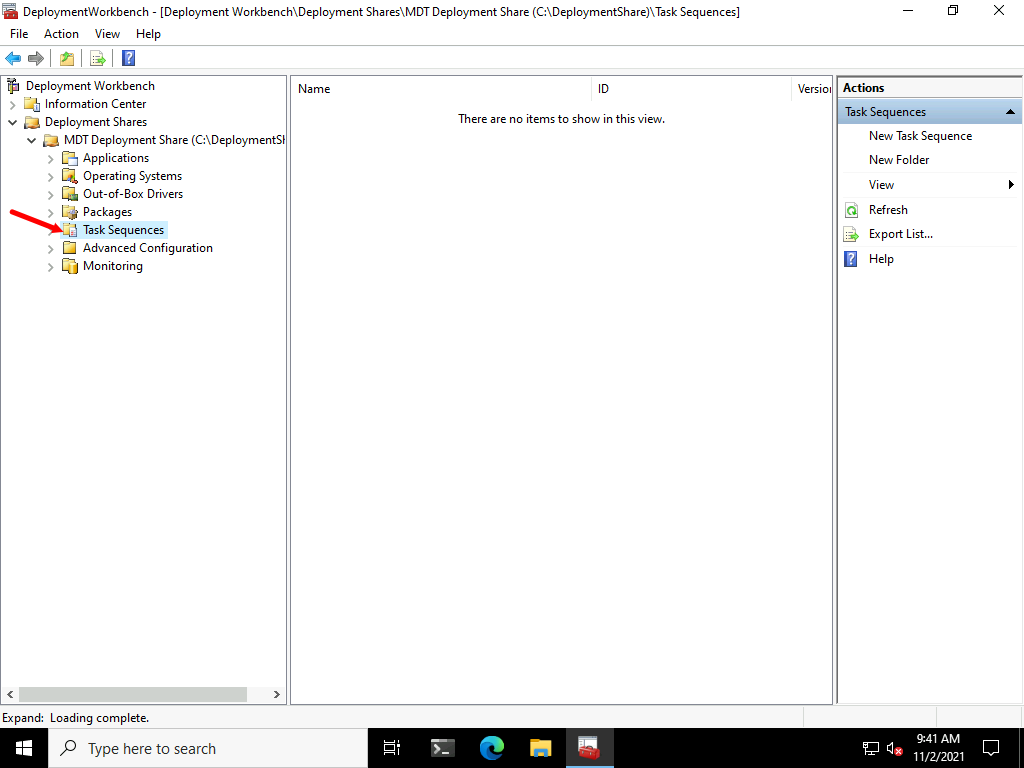 DeploymentWorkbench - [Deployment Workbench\Deployment Shares\MDT Deployment Share (C:\DeploymentShare)\Task Sequences]
File Action View Help
Deployment Workbench
Information Center
Deployment Shares
MDT Deployment Share (C:\DeploymentSh
Applications
Operating Systems
Out-of-Box Drivers
Packages
Task Sequences
Advanced Configuration
Monitoring
Name ID Version
There are no items to show in this view.
Actions
Task Sequences
New Task Sequence
New Folder
View
Refresh
Export List...
Help
Expand: Loading complete.
Type here to search
9:41 AM
11/2/2021